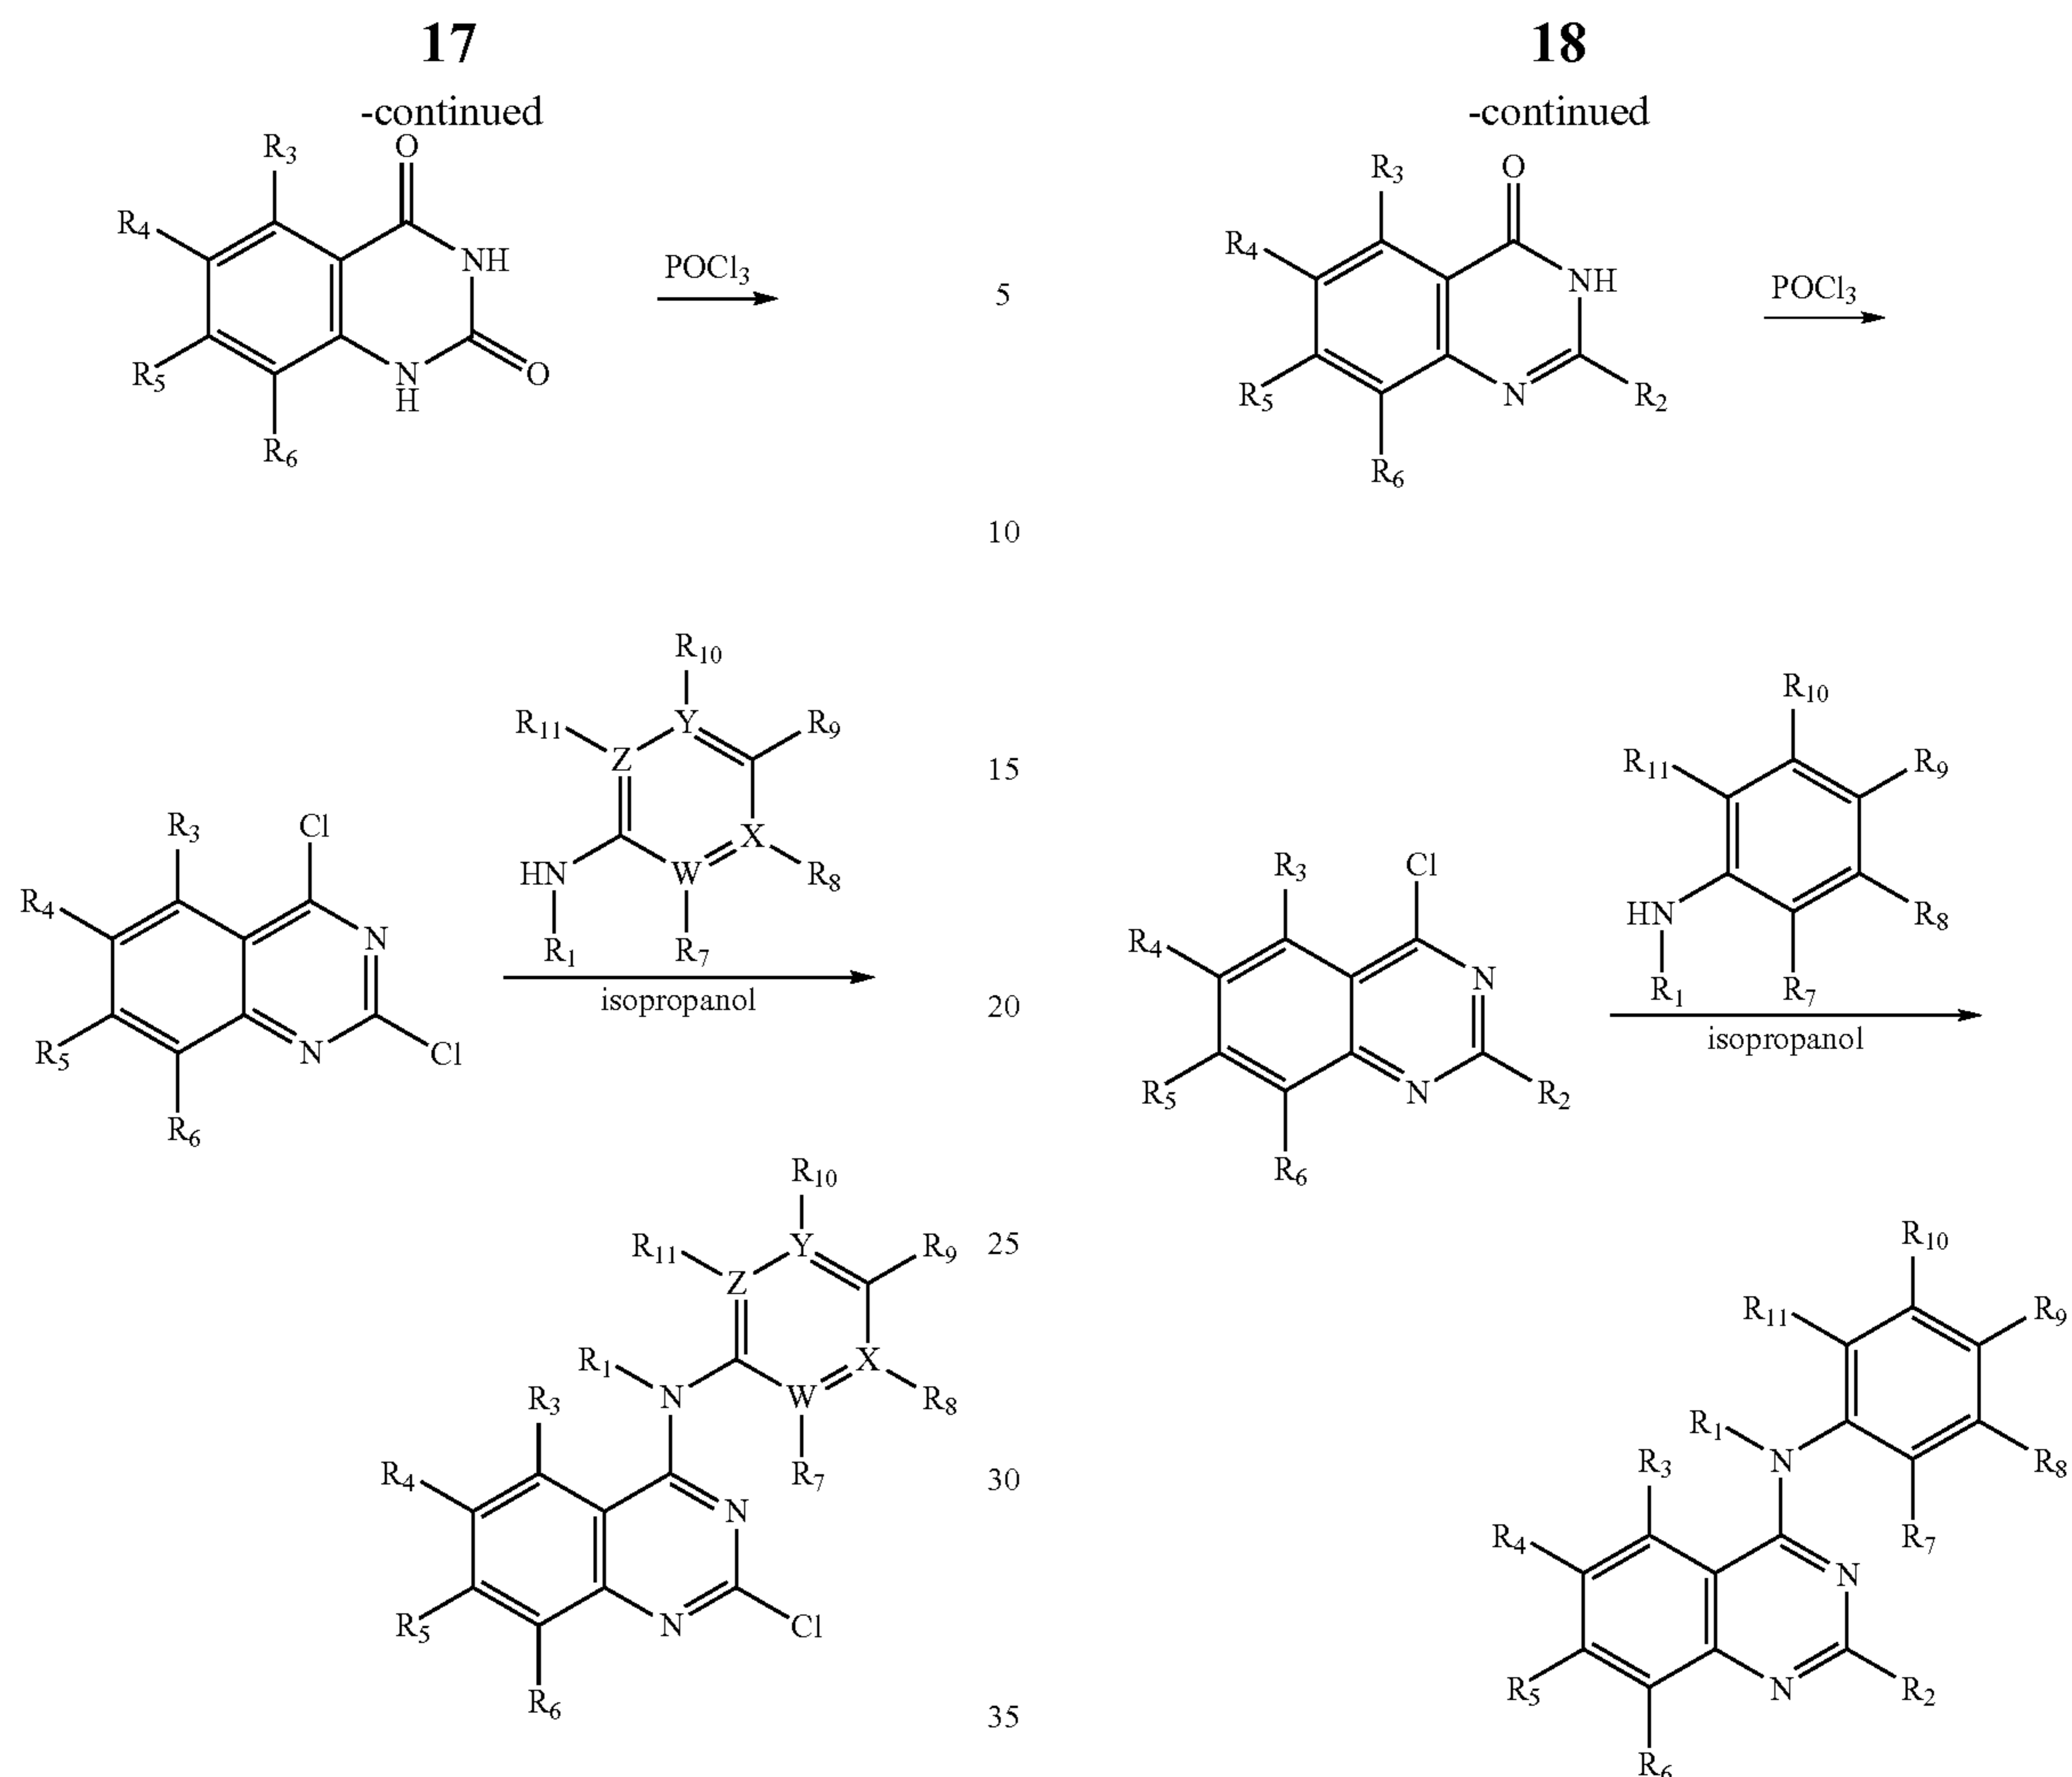 17
-continued
R3
O
R4
NH
POCl3
R5
N
H
O
R6
R10
R11
Y
R9
Z
R3
Cl
HN
W
X
R8
R4
N
R1
R7
isopropanol
R5
N
Cl
R6
R10
R11
Y
R9
Z
R1
N
W
X
R8
R3
R7
R4
N
R5
N
Cl
R6
5
10
15
20
25
30
35
18
-continued
R3
O
R4
NH
POCl3
R5
N
R2
R6
R10
R11
R9
R3
Cl
HN
R8
R4
N
R1
R7
isopropanol
R5
N
R2
R6
R10
R11
R9
R1
N
R8
R3
R7
R4
N
R5
N
R2
R6